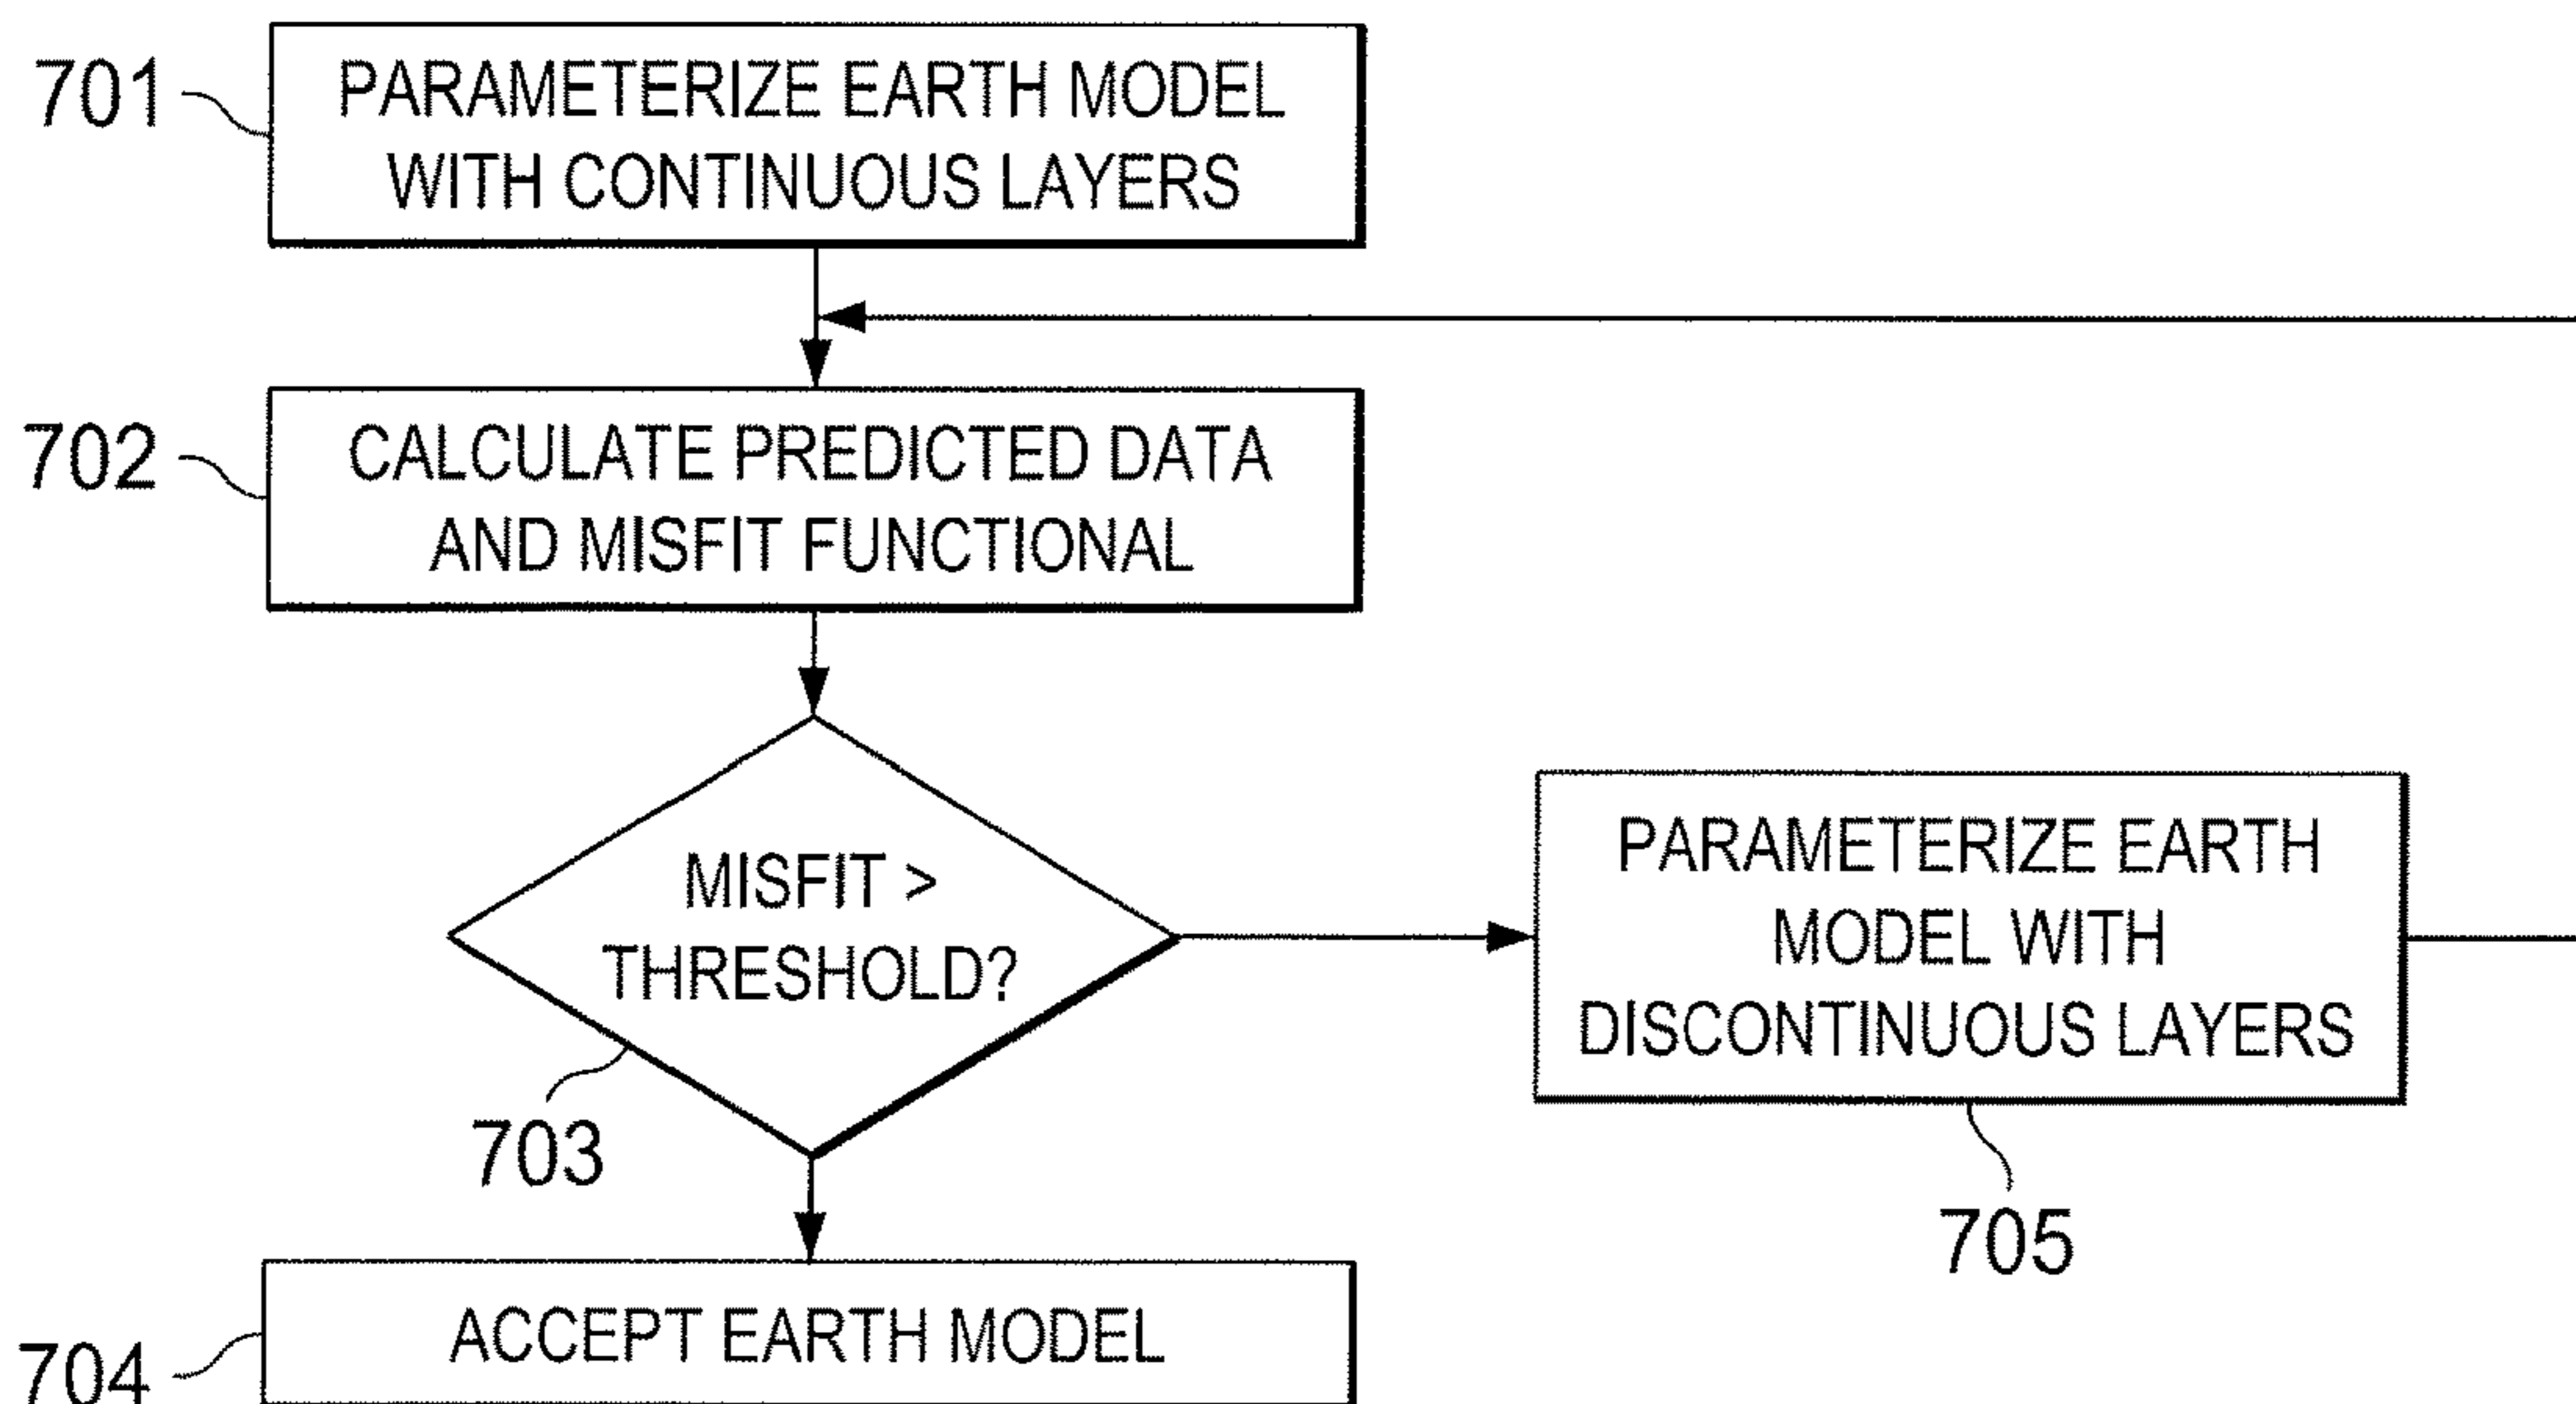 701
PARAMETERIZE EARTH MODEL
WITH CONTINUOUS LAYERS
702
CALCULATE PREDICTED DATA
AND MISFIT FUNCTIONAL
MISFIT >
THRESHOLD?
703
PARAMETERIZE EARTH
MODEL WITH
DISCONTINUOUS LAYERS
705
704
ACCEPT EARTH MODEL